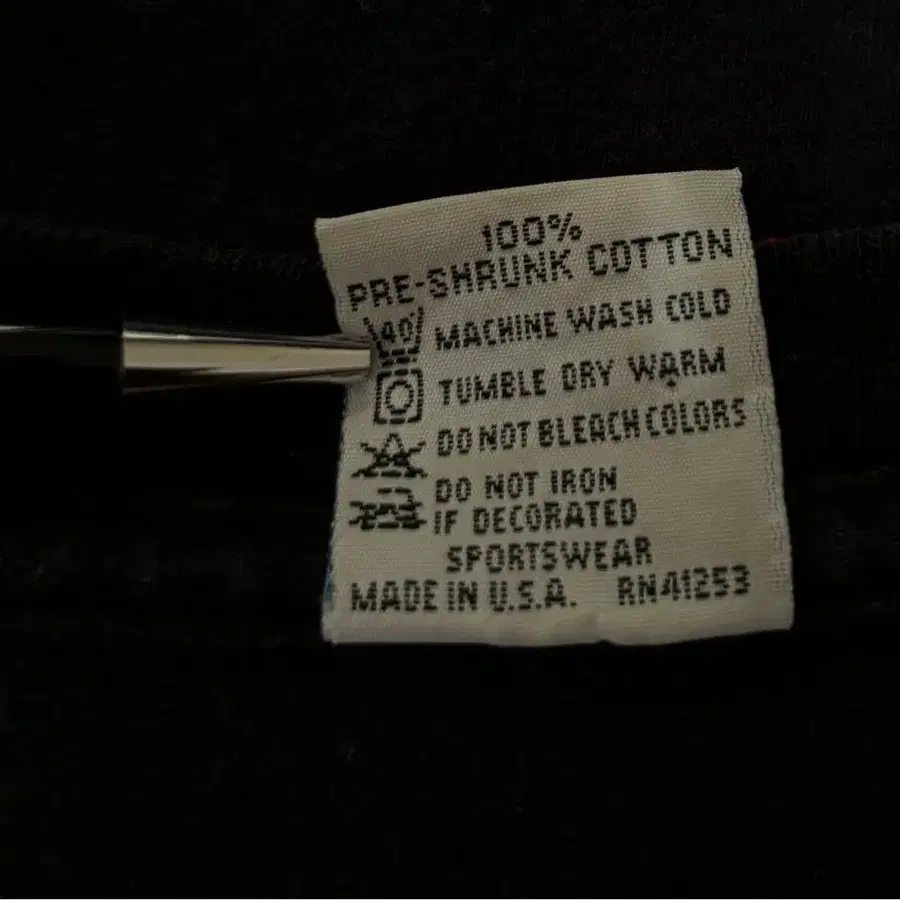 100%
PRE-SHRUNK COTTON
40 MACHINE WASH COLD
TUMBLE DRY WARM
DO NOT BLEACH COLORS
DO NOT IRON
IF DECORATED
SPORTSWEAR
MADE IN U.S.A. RN41253